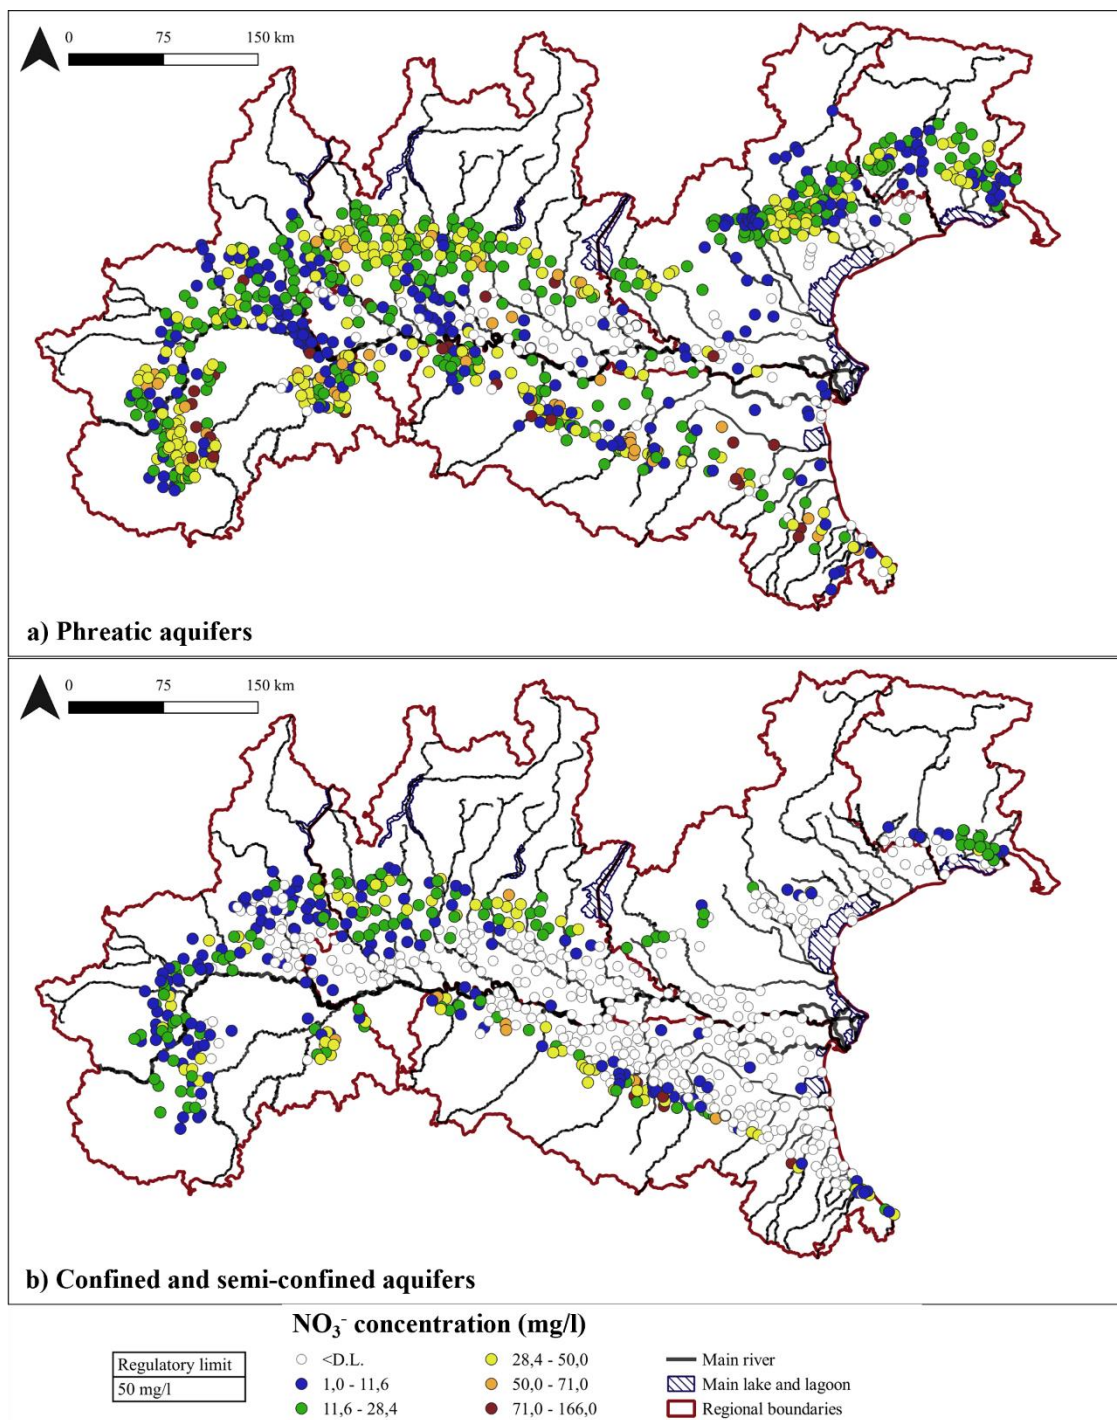 0 75 150 km
a) Phreatic aquifers
0 75 150 km
b) Confined and semi-confined aquifers
NO₃⁻ concentration (mg/l)
Regulatory limit
50 mg/l
<D.L.
1,0 - 11,6
11,6 - 28,4
28,4 - 50,0
50,0 - 71,0
71,0 - 166,0
Main river
Main lake and lagoon
Regional boundaries